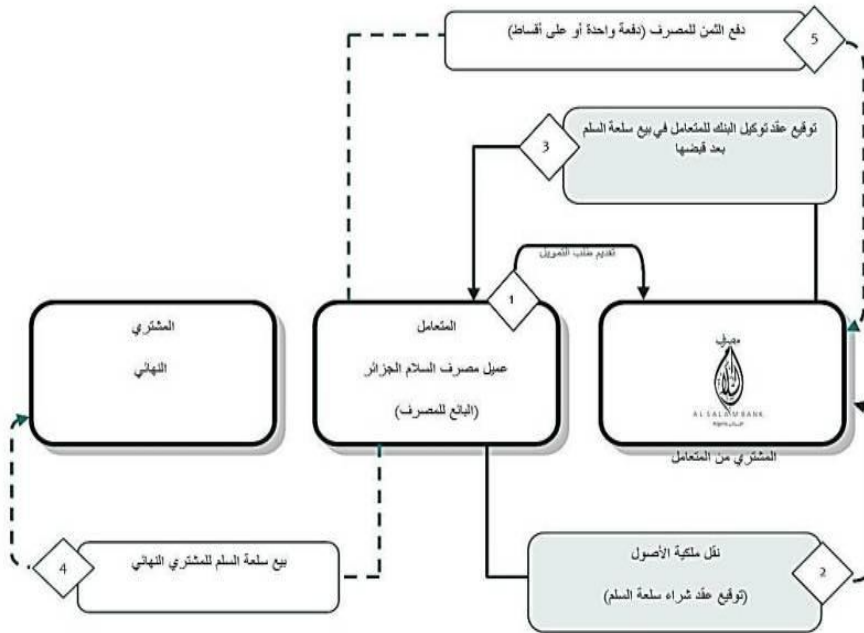 دفع الثمن للمصرف (دفعة واحدة أو على أقساط)
5
توقيع عقد توكيل البنك للمتعامل في بيع سلعة السلم
بعد قبضها
3
تقديم طلب التمويل
1
مصرف
السلام
AL SALAM BANK
المشتري من المتعامل
المتعامل
عميل مصرف السلام الجزائر
(البائع للمصرف)
المشتري
النهائي
نقل ملكية الأصول
(توقيع عقد شراء سلعة السلم)
2
بيع سلعة السلم للمشتري النهائي
4